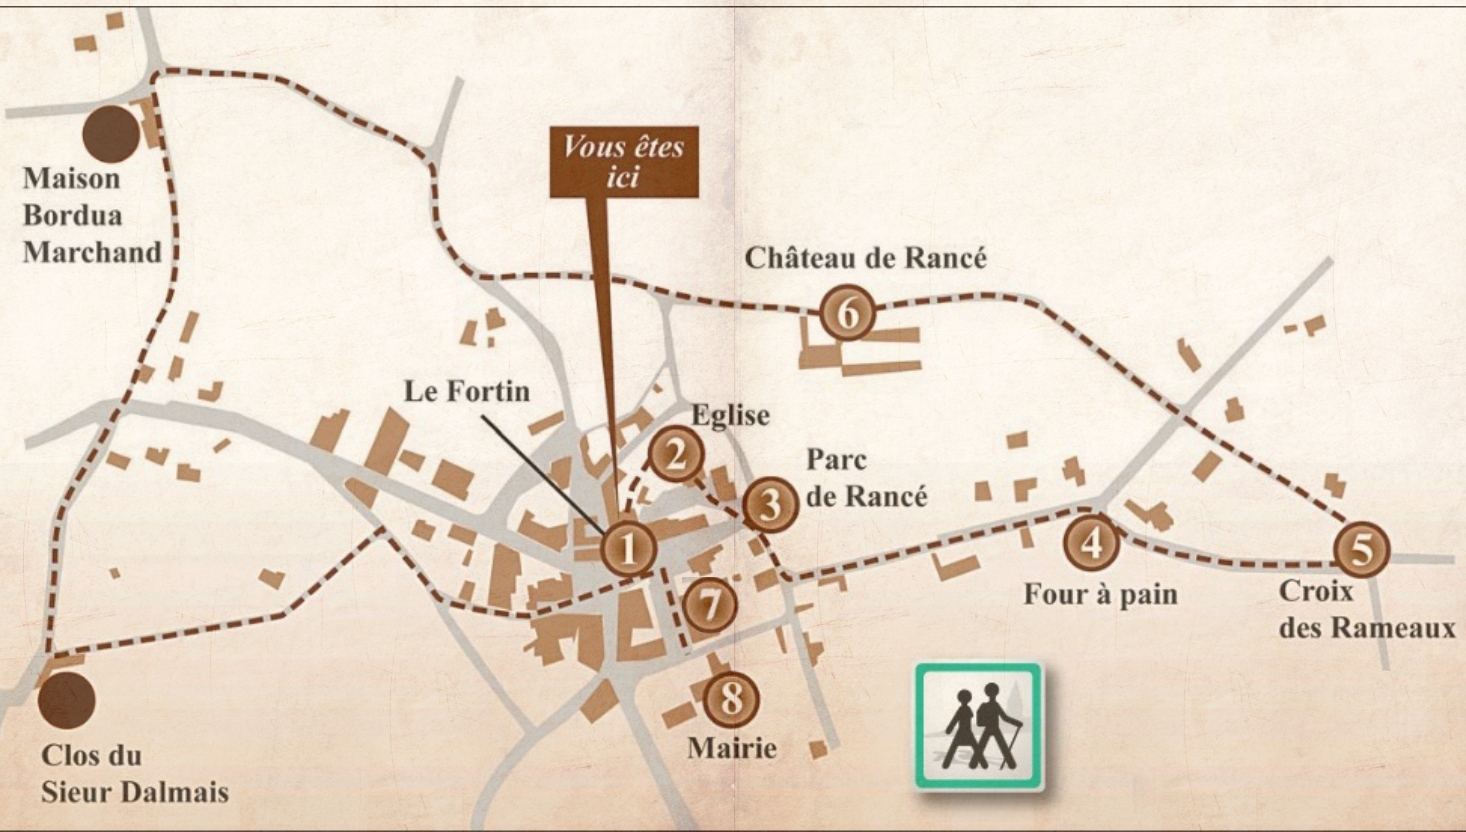 Vous êtes
ici
Maison
Bordua
Marchand
Château de Rancé
6
Le Fortin
Eglise
2
Parc
de Rancé
3
1
4
Four à pain
5
Croix
des Rameaux
7
8
Mairie
Clos du
Sieur Dalmais